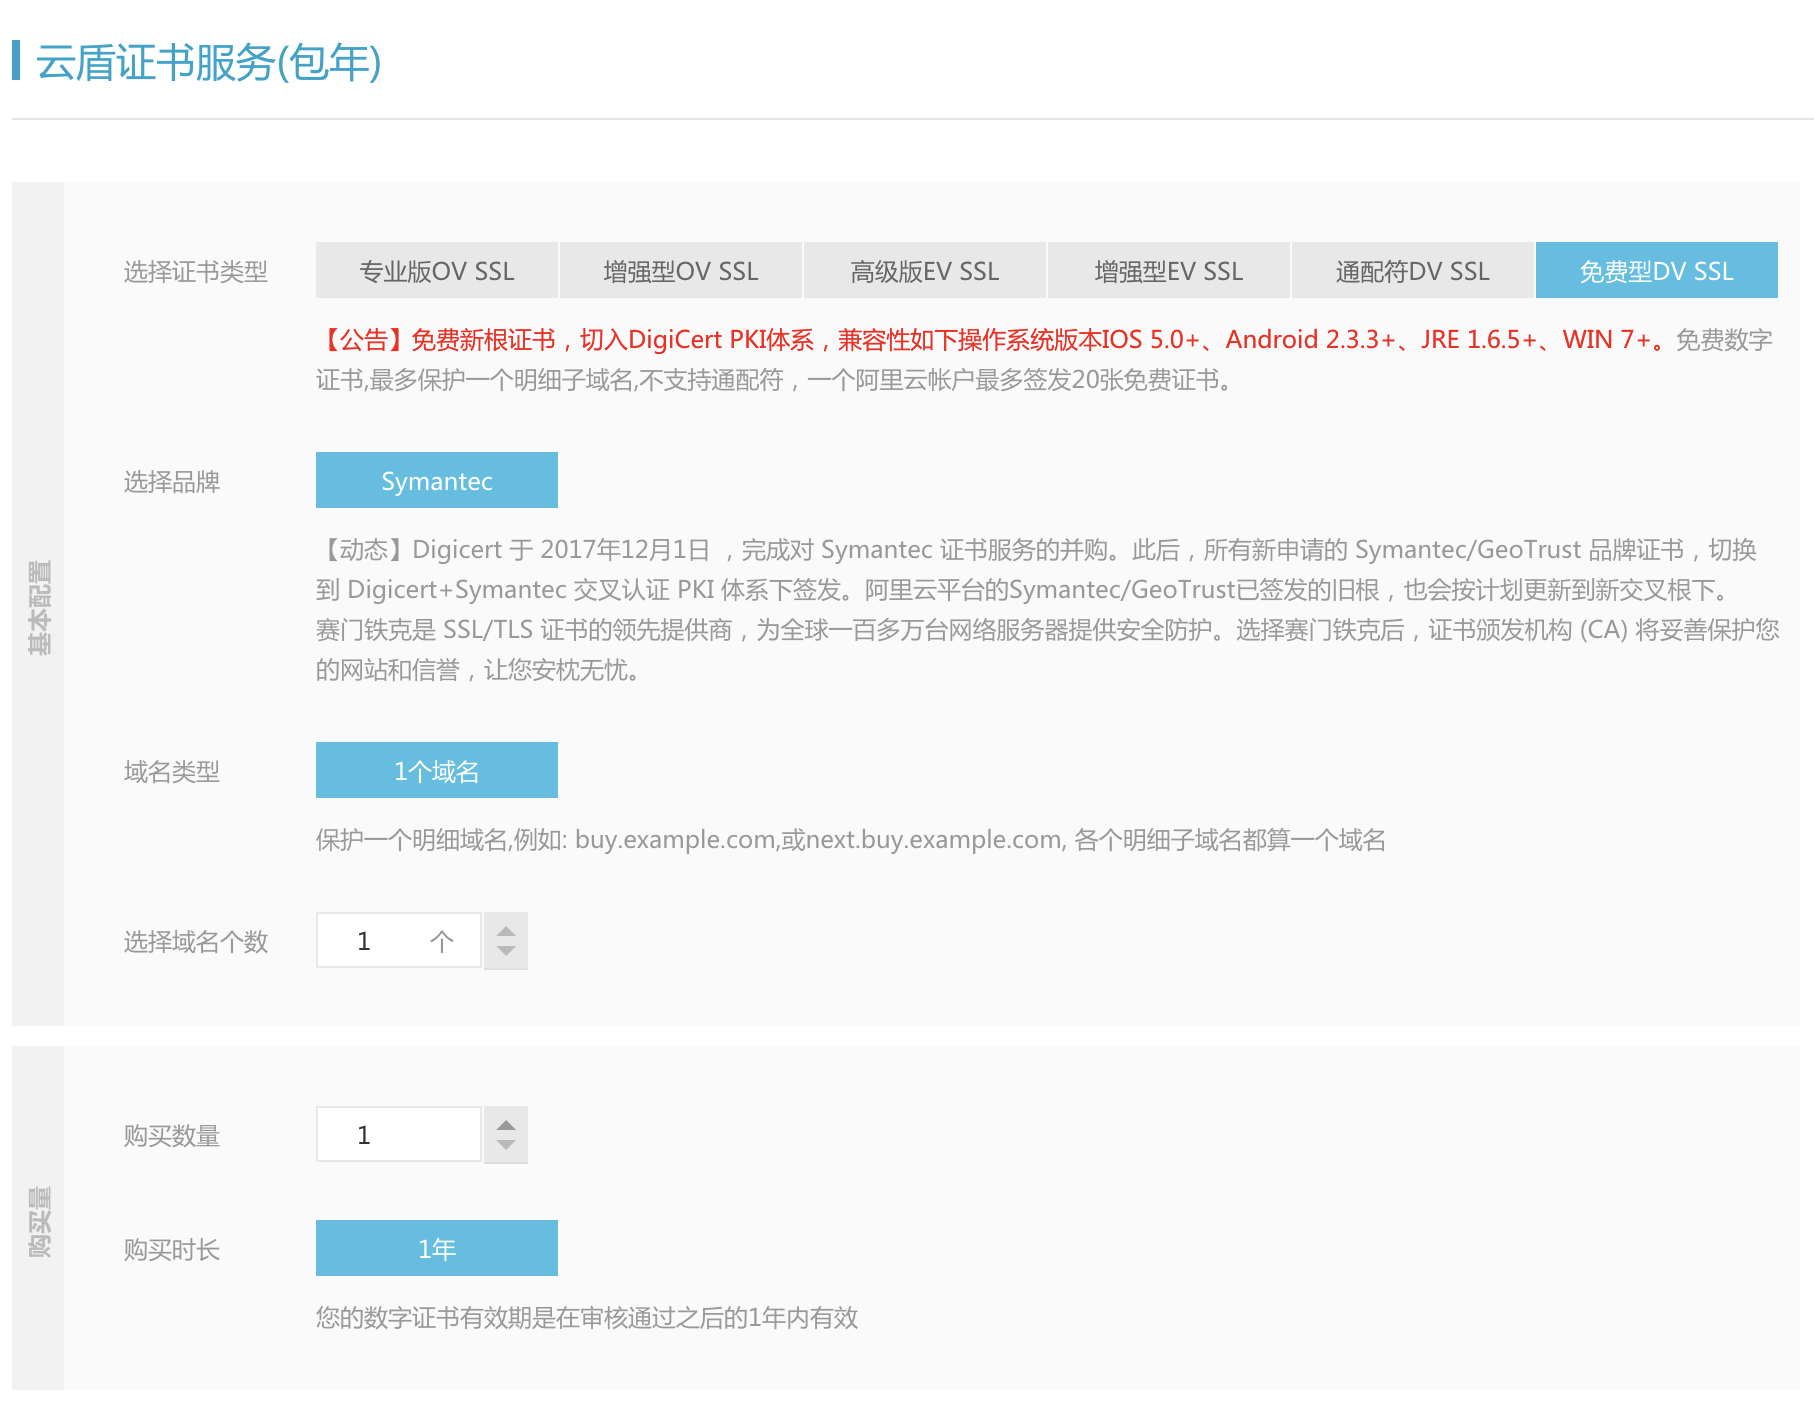 云盾证书服务(包年)
基本配置
选择证书类型
专业版OV SSL
增强型OV SSL
高级版EV SSL
增强型EV SSL
通配符DV SSL
免费型DV SSL
【公告】免费新根证书，切入DigiCert PKI体系，兼容性如下操作系统版本IOS 5.0+、Android 2.3.3+、JRE 1.6.5+、WIN 7+。免费数字
证书,最多保护一个明细子域名,不支持通配符，一个阿里云帐户最多签发20张免费证书。
选择品牌
Symantec
【动态】Digicert 于 2017年12月1日 ，完成对 Symantec 证书服务的并购。此后，所有新申请的 Symantec/GeoTrust 品牌证书，切换
到 Digicert+Symantec 交叉认证 PKI 体系下签发。阿里云平台的Symantec/GeoTrust已签发的旧根，也会按计划更新到新交叉根下。
赛门铁克是 SSL/TLS 证书的领先提供商，为全球一百多万台网络服务器提供安全防护。选择赛门铁克后，证书颁发机构 (CA) 将妥善保护您
的网站和信誉，让您安枕无忧。
域名类型
1个域名
保护一个明细域名,例如: buy.example.com,或next.buy.example.com, 各个明细子域名都算一个域名
选择域名个数
1 个
购买量
购买数量
1
购买时长
1年
您的数字证书有效期是在审核通过之后的1年内有效